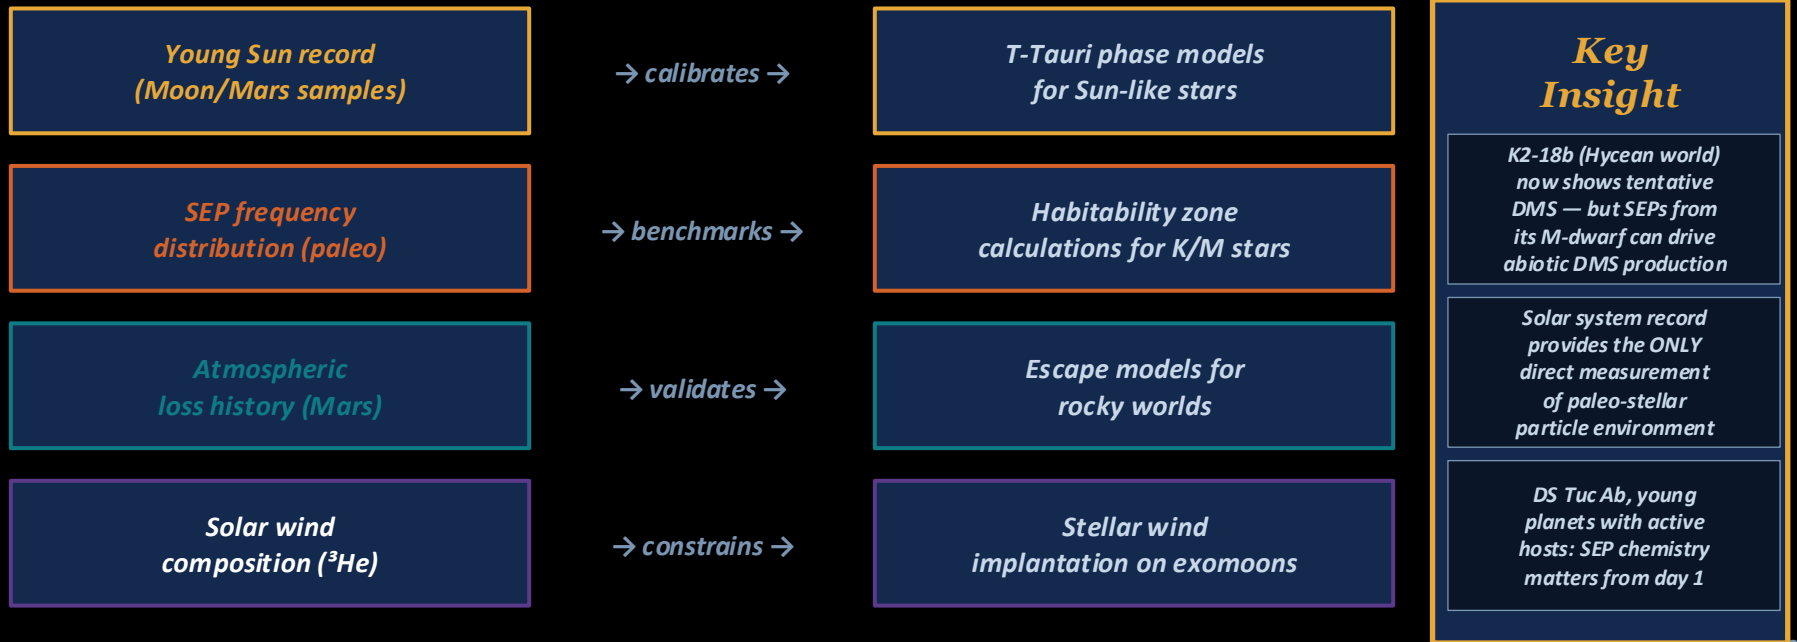 Young Sun record
(Moon/Mars samples)
→ calibrates →
T-Tauri phase models
for Sun-like stars
SEP frequency
distribution (paleo)
→ benchmarks →
Habitability zone
calculations for K/M stars
Atmospheric
loss history (Mars)
→ validates →
Escape models for
rocky worlds
Solar wind
composition (³He)
→ constrains →
Stellar wind
implantation on exomoons
Key
Insight
K2-18b (Hycean world)
now shows tentative
DMS — but SEPs from
its M-dwarf can drive
abiotic DMS production
Solar system record
provides the ONLY
direct measurement
of paleo-stellar
particle environment
DS Tuc Ab, young
planets with active
hosts: SEP chemistry
matters from day 1